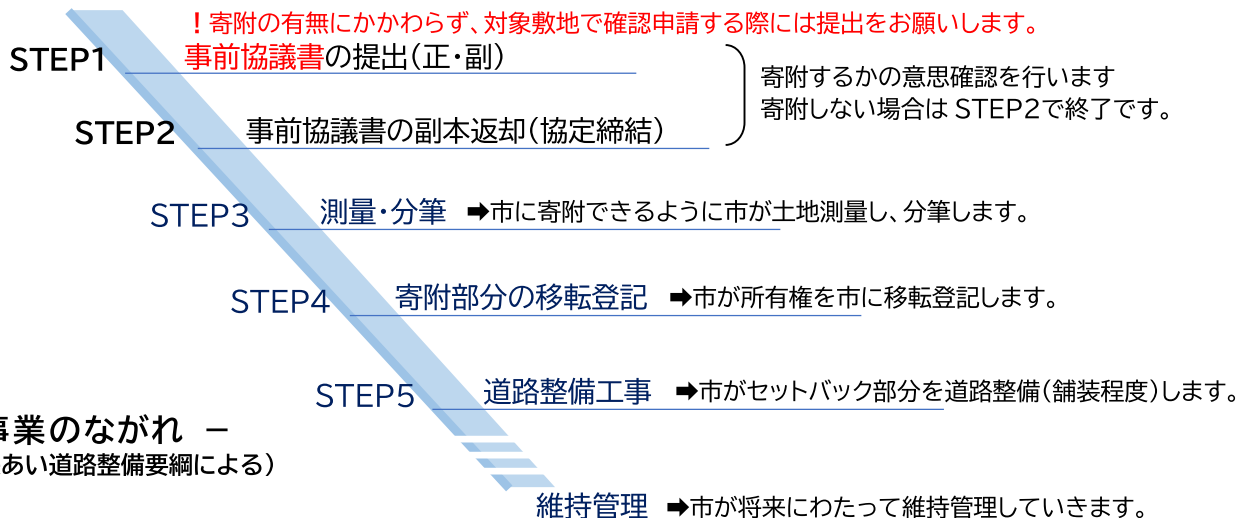 ！寄附の有無にかかわらず、対象敷地で確認申請する際には提出をお願いします。
STEP1 事前協議書の提出（正・副）
寄附するかの意思確認を行います
寄附しない場合は STEP2で終了です。
STEP2 事前協議書の副本返却（協定締結）
STEP3 測量・分筆 ➡市に寄附できるように市が土地測量し、分筆します。
STEP4 寄附部分の移転登記 ➡市が所有権を市に移転登記します。
STEP5 道路整備工事 ➡市がセットバック部分を道路整備（舗装程度）します。
事業のながれ －
あい道路整備要綱による）
維持管理 ➡市が将来にわたって維持管理していきます。